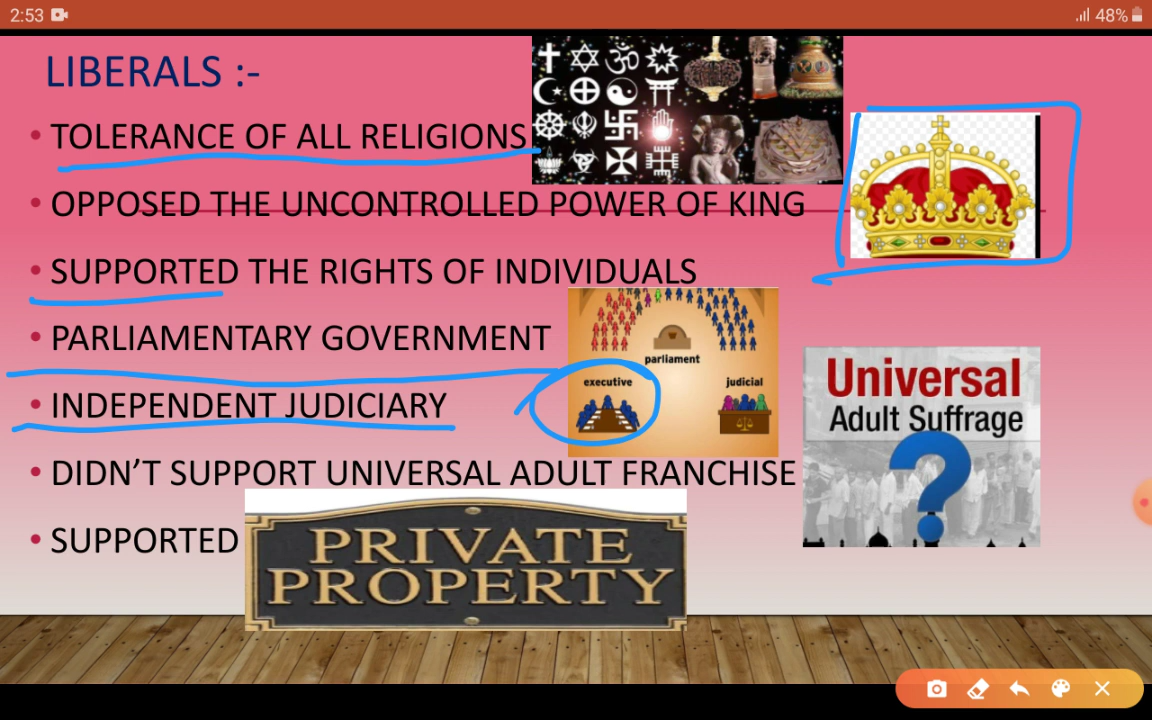 2:53
48%
LIBERALS :-
• TOLERANCE OF ALL RELIGIONS
• OPPOSED THE UNCONTROLLED POWER OF KING
• SUPPORTED THE RIGHTS OF INDIVIDUALS
• PARLIAMENTARY GOVERNMENT
parliament
executive
judicial
• INDEPENDENT JUDICIARY
Universal
Adult Suffrage
?
• DIDN’T SUPPORT UNIVERSAL ADULT FRANCHISE
• SUPPORTED
PRIVATE
PROPERTY